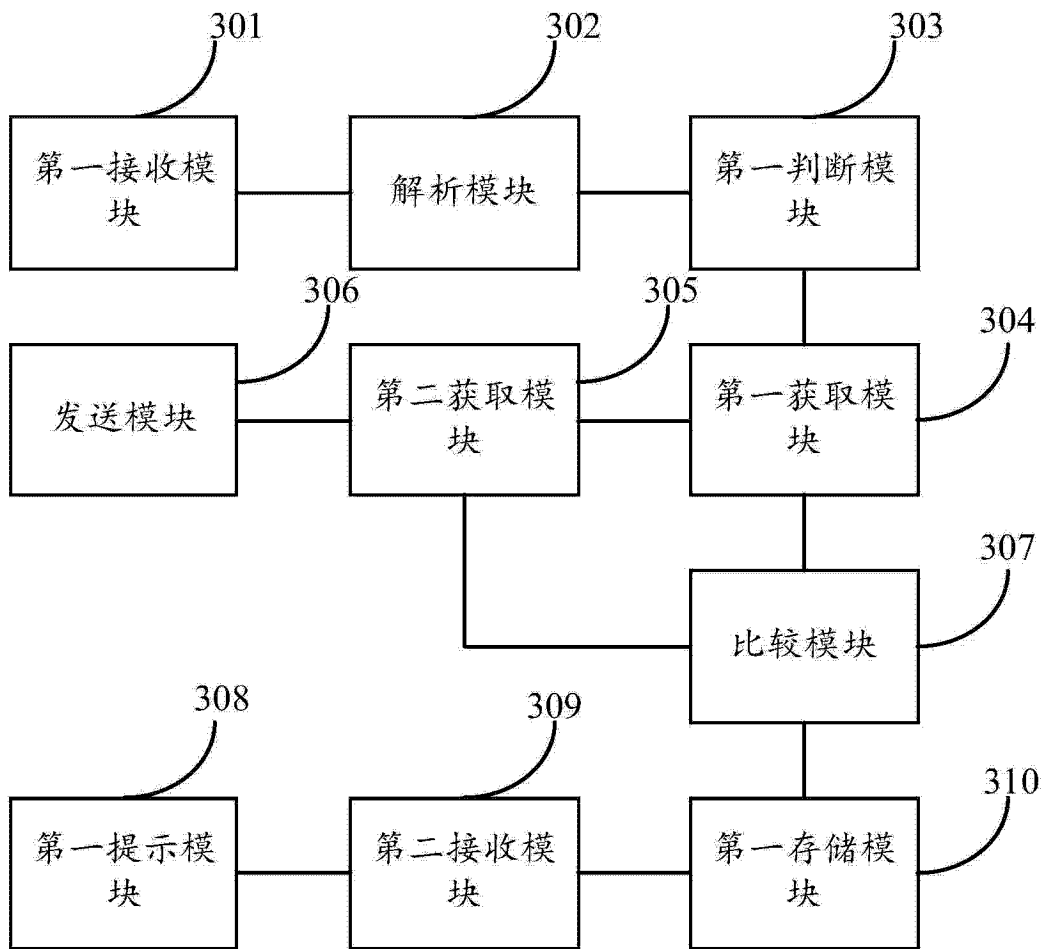 301
302
303
第一接收模
块
解析模块
第一判断模
块
306
305
304
发送模块
第二获取模
块
第一获取模
块
307
比较模块
308
309
310
第一提示模
块
第二接收模
块
第一存储模
块